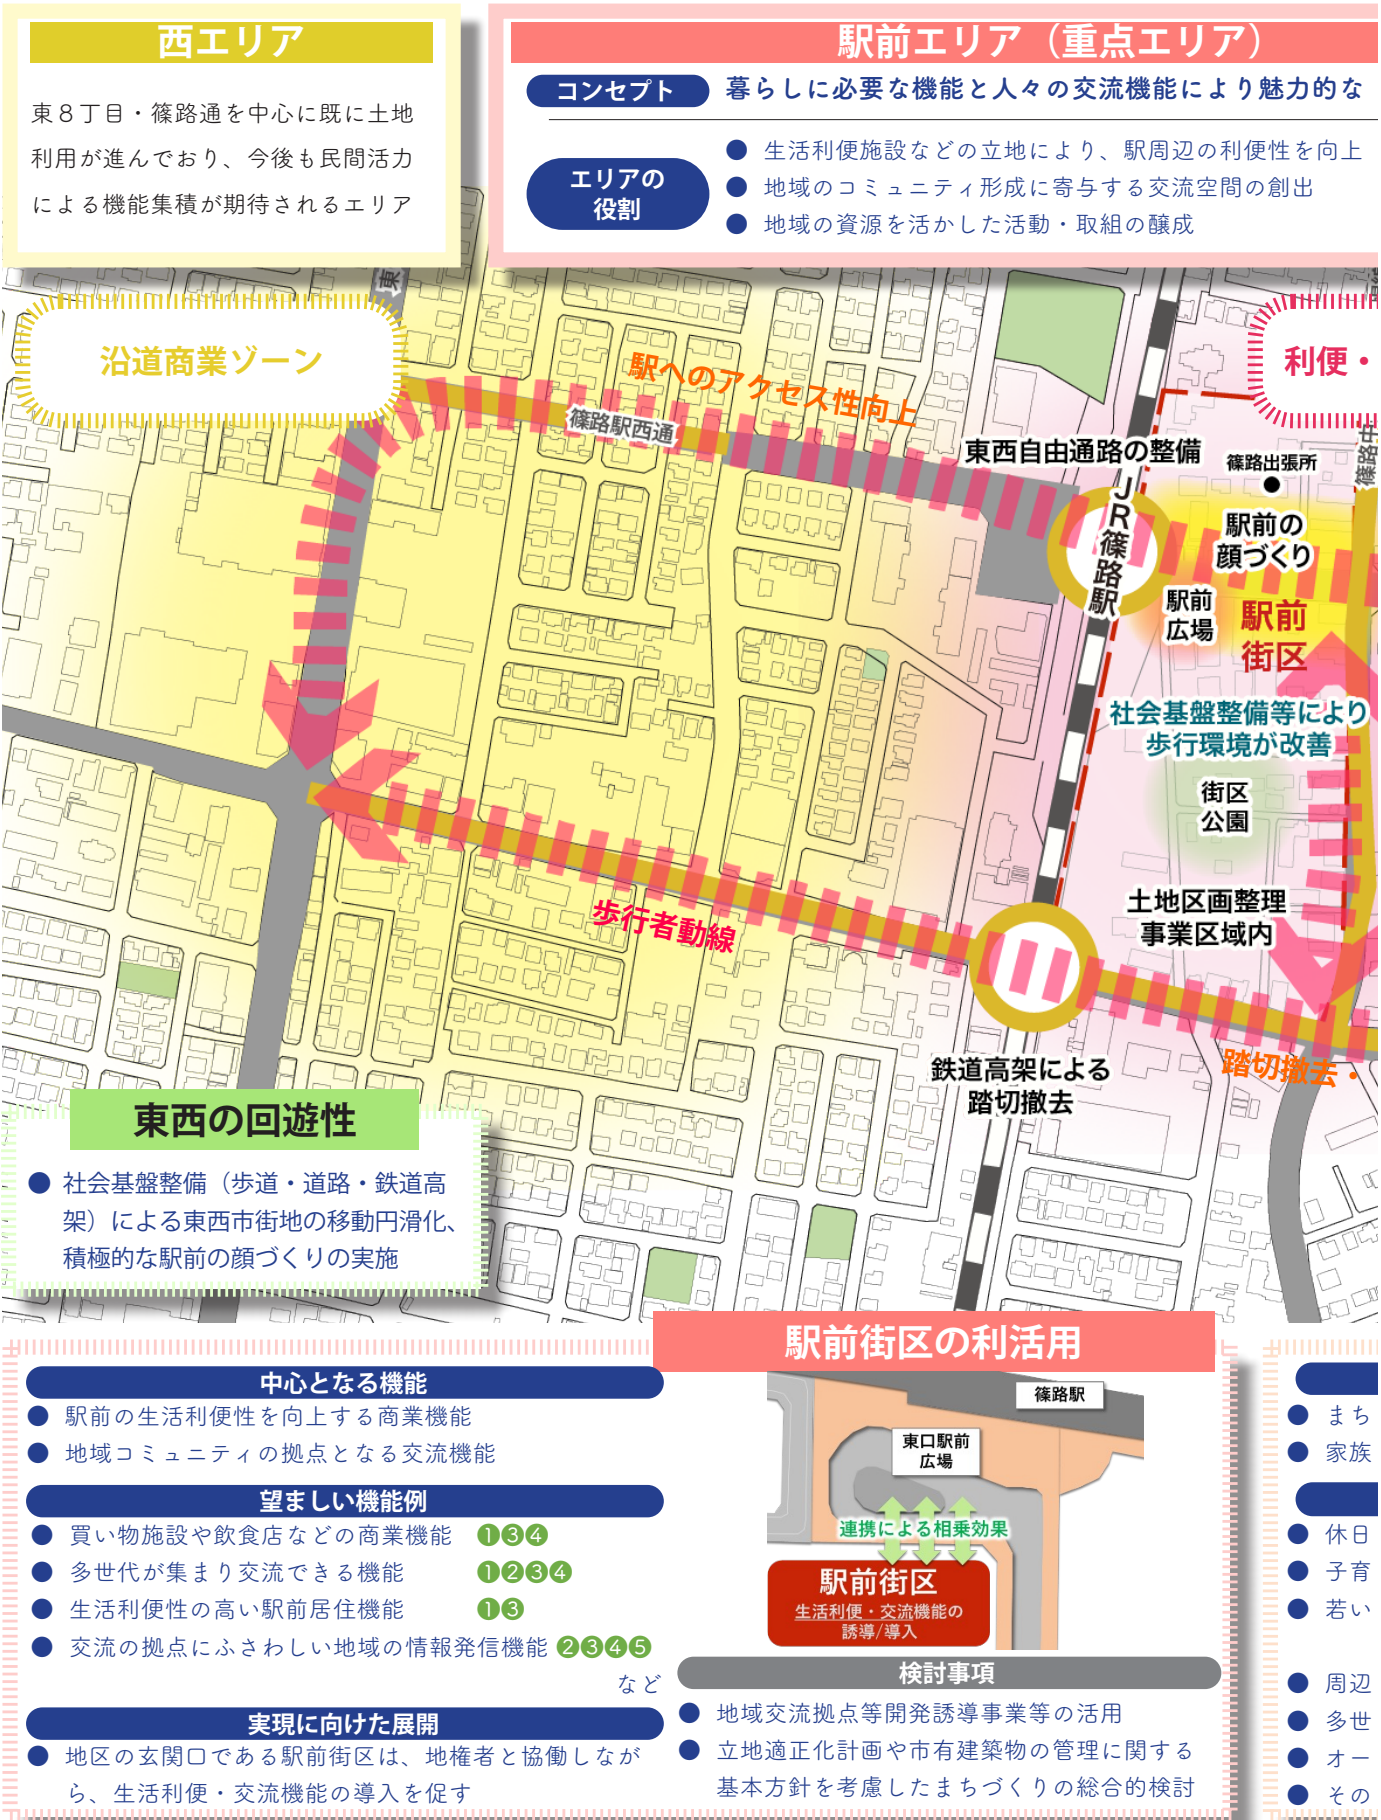 西エリア
東８丁目・篠路通を中心に既に土地
利用が進んでおり、今後も民間活力
による機能集積が期待されるエリア
駅前エリア（重点エリア）
コンセプト
暮らしに必要な機能と人々の交流機能により魅力的な
エリアの
役割
● 生活利便施設などの立地により、駅周辺の利便性を向上
● 地域のコミュニティ形成に寄与する交流空間の創出
● 地域の資源を活かした活動・取組の醸成
東
沿道商業ゾーン
利便・
駅へのアクセス性向上
篠路駅西通
東西自由通路の整備
篠路出張所
篠路中
JR篠路駅
駅前の
顔づくり
駅前
広場
駅前
街区
社会基盤整備等により
歩行環境が改善
街区
公園
土地区画整理
事業区域内
歩行者動線
鉄道高架による
踏切撤去
踏切撤去・
東西の回遊性
● 社会基盤整備（歩道・道路・鉄道高
架）による東西市街地の移動円滑化、
積極的な駅前の顔づくりの実施
駅前街区の利活用
中心となる機能
● 駅前の生活利便性を向上する商業機能
● 地域コミュニティの拠点となる交流機能
望ましい機能例
● 買い物施設や飲食店などの商業機能 ❶❸❹
● 多世代が集まり交流できる機能 ❶❷❸❹
● 生活利便性の高い駅前居住機能 ❶❸
● 交流の拠点にふさわしい地域の情報発信機能 ❷❸❹❺
など
実現に向けた展開
● 地区の玄関口である駅前街区は、地権者と協働しなが
ら、生活利便・交流機能の導入を促す
篠路駅
東口駅前
広場
連携による相乗効果
駅前街区
生活利便・交流機能の
誘導/導入
検討事項
● 地域交流拠点等開発誘導事業等の活用
● 立地適正化計画や市有建築物の管理に関する
基本方針を考慮したまちづくりの総合的検討
● まち
● 家族
● 休日
● 子育
● 若い
● 周辺
● 多世
● オー
● その